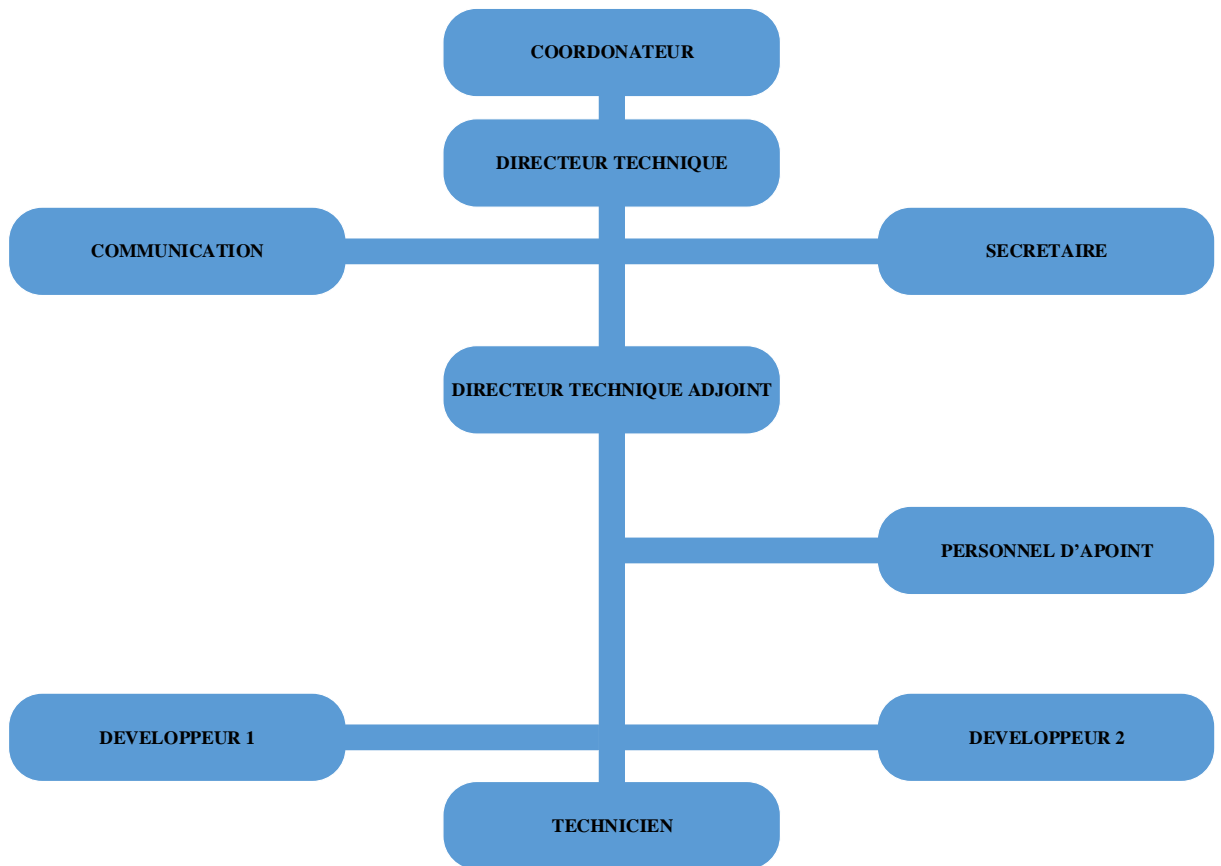 COORDONATEUR
DIRECTEUR TECHNIQUE
COMMUNICATION
SECRETAIRE
DIRECTEUR TECHNIQUE ADJOINT
PERSONNEL D’APOINT
DEVELOPPEUR 1
DEVELOPPEUR 2
TECHNICIEN